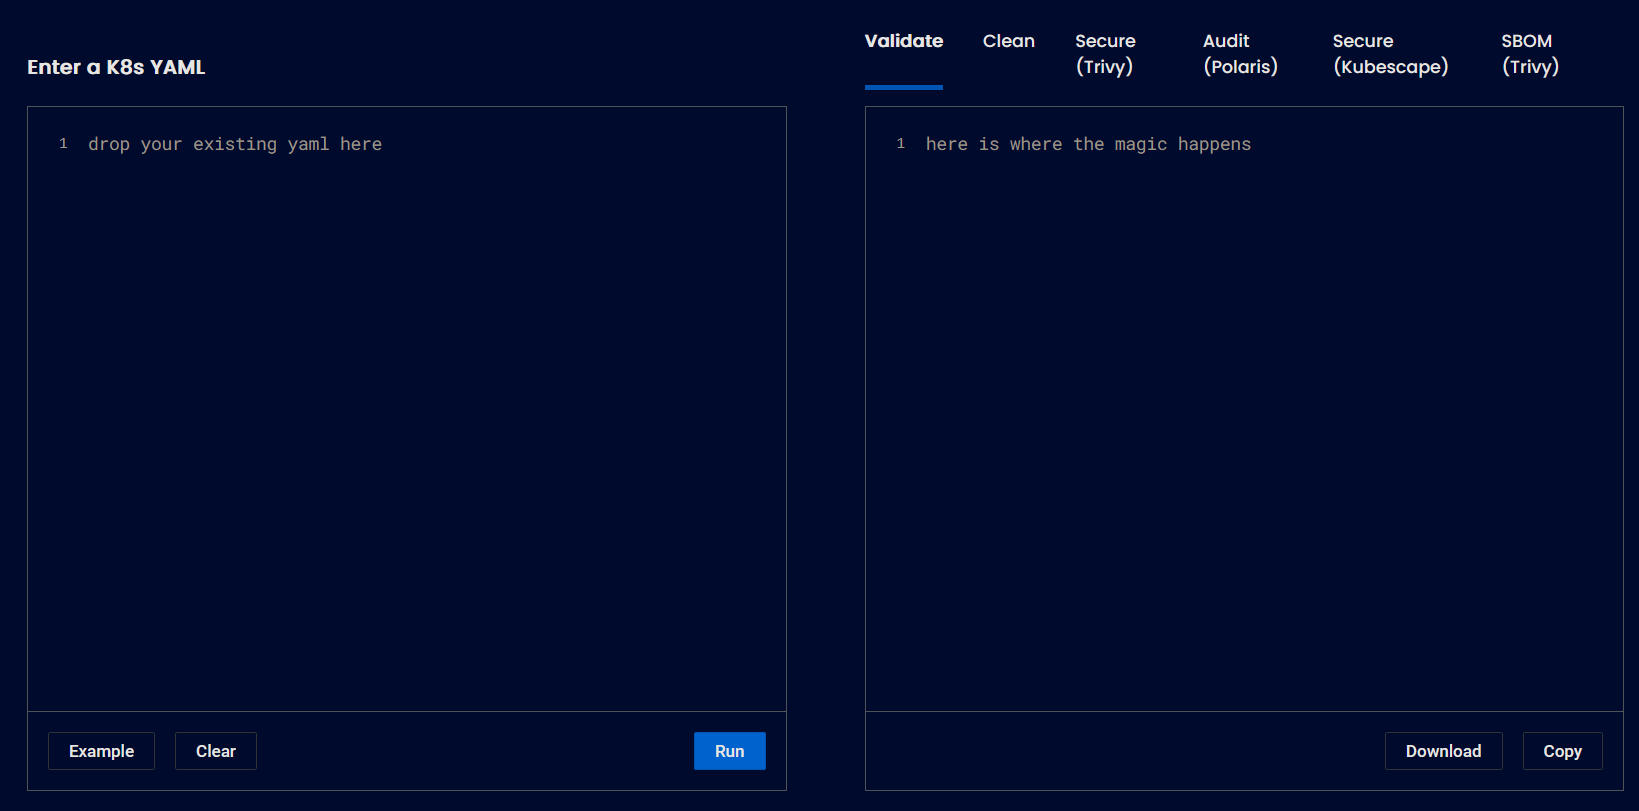 Enter a K8s YAML
1 drop your existing yaml here
Example Clear Run
Validate Clean Secure (Trivy) Audit (Polaris) Secure (Kubescape) SBOM (Trivy)
1 here is where the magic happens
Download Copy